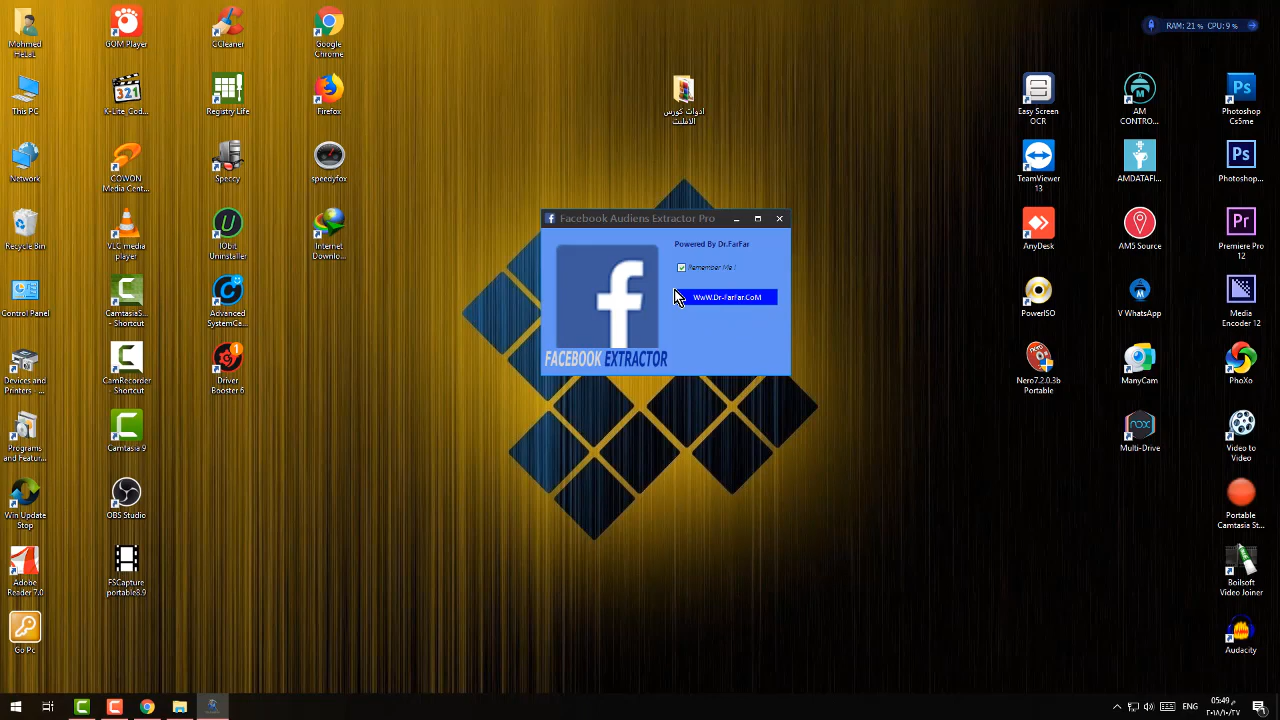 Mohmed
Helal
GOM Player
CCleaner
Google
Chrome
This PC
K-Lite_Cod...
Registry Life
Firefox
Network
COWON
Media Cent...
Speccy
speedyfox
Recycle Bin
VLC media
player
IObit
Uninstaller
Internet
Downlo...
Control Panel
CamtasiaS...
- Shortcut
Advanced
SystemCa...
Devices and
Printers - ...
CamRecorder
- Shortcut
Driver
Booster 6
Programs
and Featur...
Camtasia 9
Win Update
Stop
OBS Studio
Adobe
Reader 7.0
FSCapture
portable8.9
Go Pc
ادوات كورس
الافليت
Facebook Audiens Extractor Pro
Powered By Dr.FarFar
Remember Me !
WwW.Dr-FarFar.CoM
FACEBOOK EXTRACTOR
RAM: 21 % CPU: 9 %
Easy Screen
OCR
AM
CONTRO...
Photoshop
Cs5me
TeamViewer
13
AMDATAFI...
Photoshop...
AnyDesk
AMS Source
Premiere Pro
12
PowerISO
V WhatsApp
Media
Encoder 12
Nero7.2.0.3b
Portable
ManyCam
PhoXo
Multi-Drive
Video to
Video
Portable
Camtasia St...
Boilsoft
Video Joiner
Audacity
ENG
05:49 م
٢٠١٨/١٠/٢٧